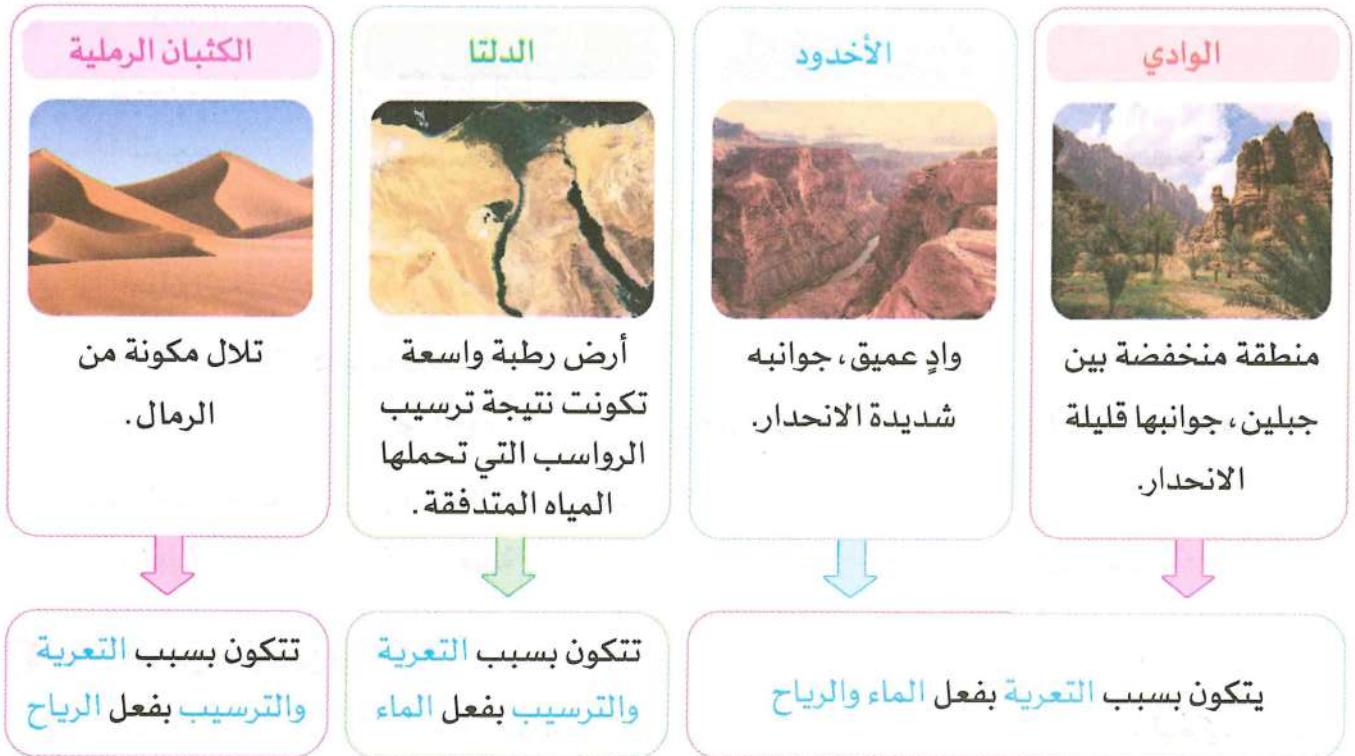 الوادي
منطقة منخفضة بين
جبلين، جوانبها قليلة
الانحدار.
الأخدود
وادٍ عميق، جوانبه
شديدة الانحدار.
الدلتا
أرض رطبة واسعة
تكونت نتيجة ترسيب
الرواسب التي تحملها
المياه المتدفقة.
الكثبان الرملية
تلال مكونة من
الرمال.
يتكون بسبب التعرية بفعل الماء والرياح
تتكون بسبب التعرية
والترسيب بفعل الماء
تتكون بسبب التعرية
والترسيب بفعل الرياح